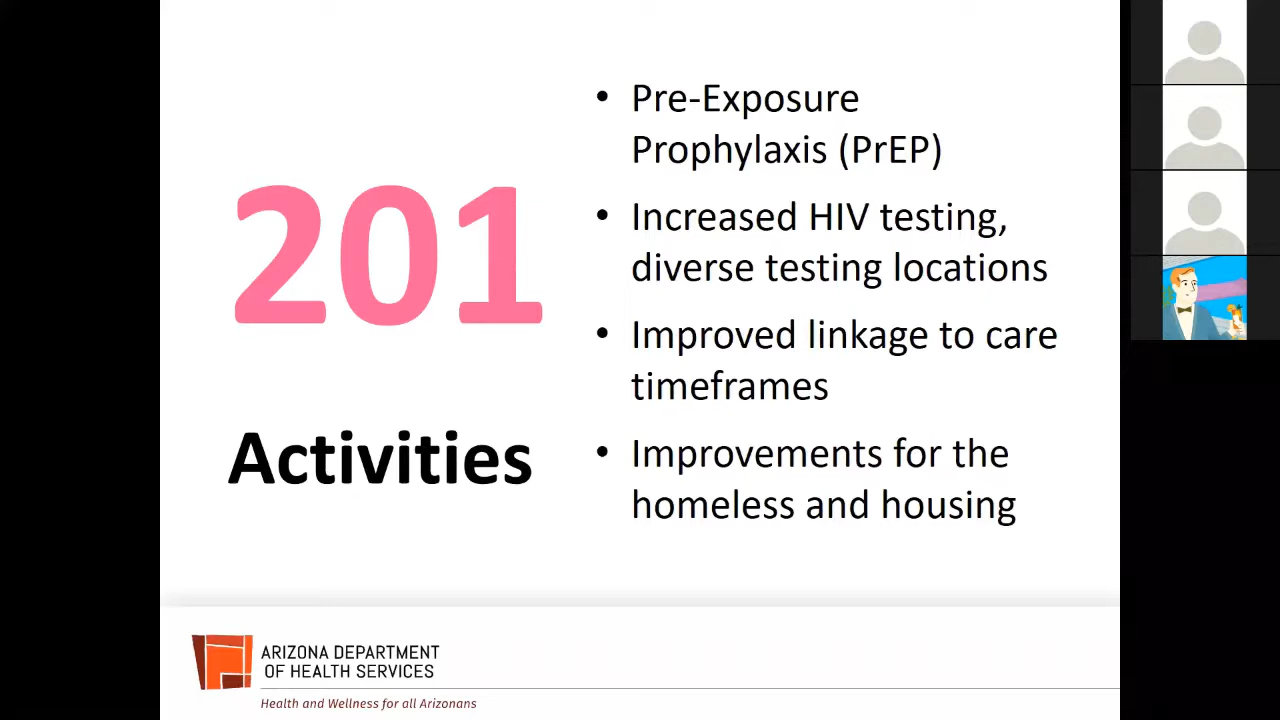 201
Activities
• Pre-Exposure
Prophylaxis (PrEP)
• Increased HIV testing,
diverse testing locations
• Improved linkage to care
timeframes
• Improvements for the
homeless and housing
ARIZONA DEPARTMENT
OF HEALTH SERVICES
Health and Wellness for all Arizonans